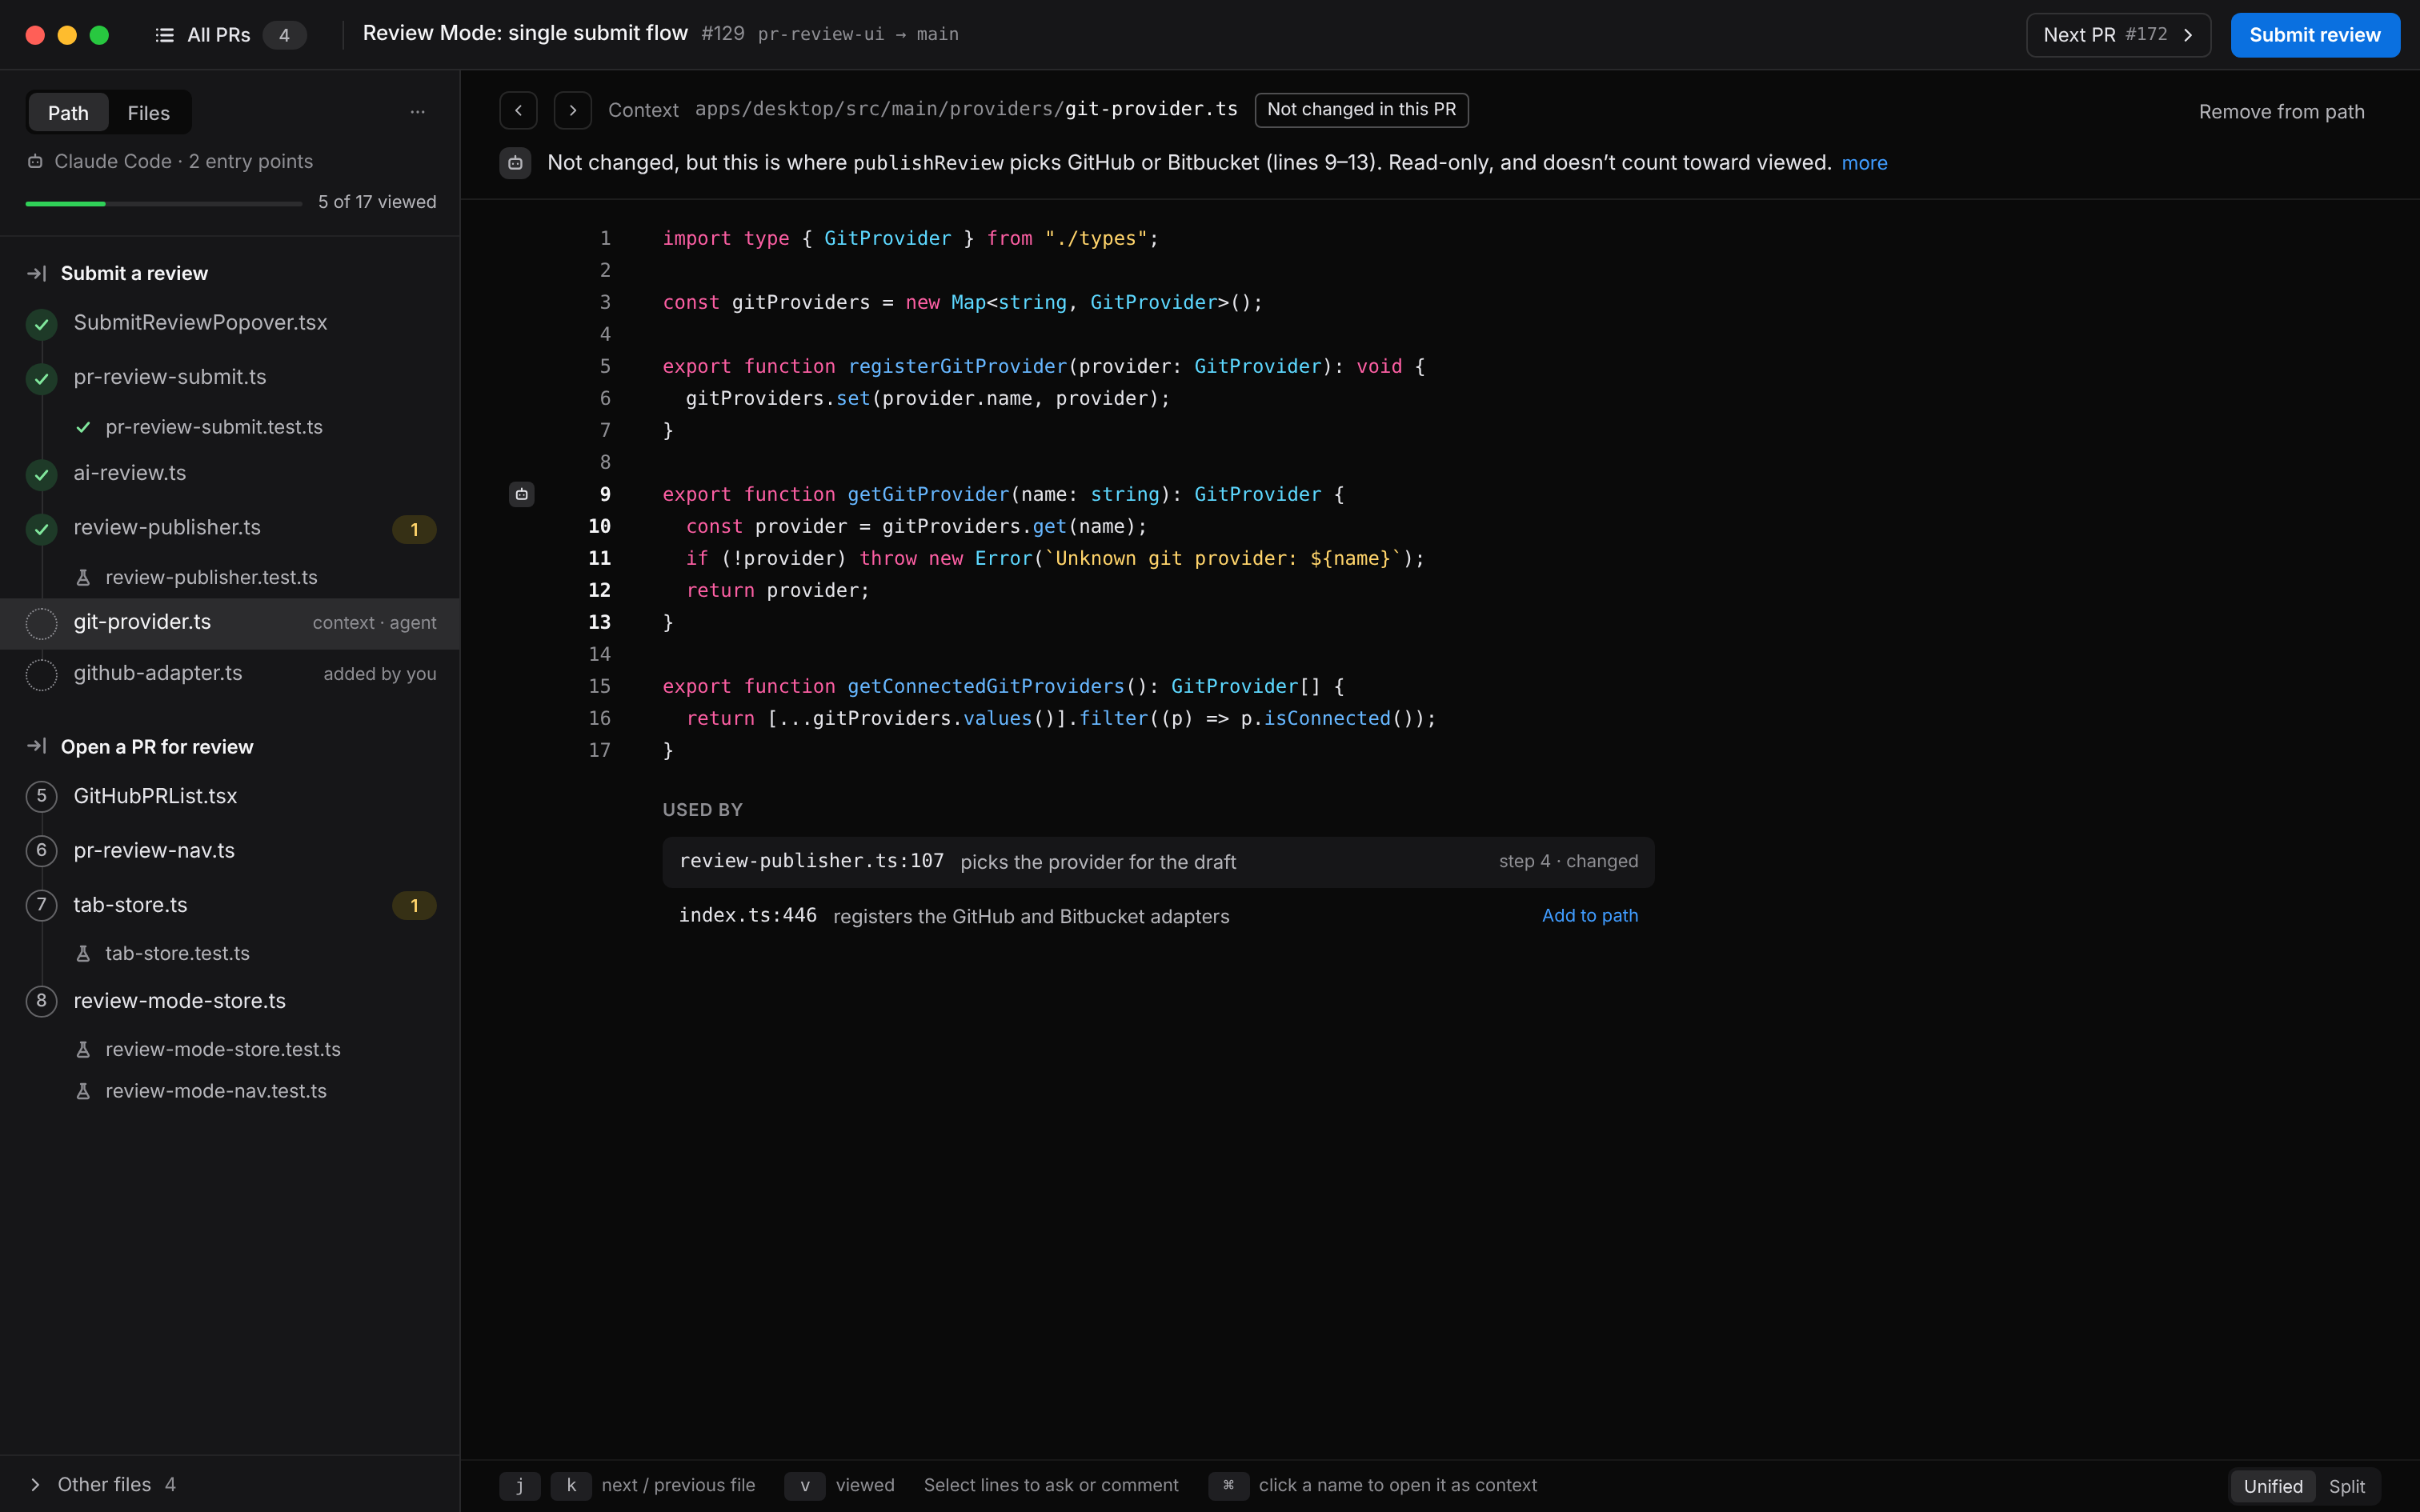 All PRs 4
Review Mode: single submit flow #129 pr-review-ui → main
Next PR #172
Submit review
Path Files
···
Claude Code · 2 entry points
5 of 17 viewed
Submit a review
SubmitReviewPopover.tsx
pr-review-submit.ts
pr-review-submit.test.ts
ai-review.ts
review-publisher.ts 1
review-publisher.test.ts
git-provider.ts context · agent
github-adapter.ts added by you
Open a PR for review
5 GitHubPRList.tsx
6 pr-review-nav.ts
7 tab-store.ts 1
tab-store.test.ts
8 review-mode-store.ts
review-mode-store.test.ts
review-mode-nav.test.ts
Other files 4
Context apps/desktop/src/main/providers/git-provider.ts Not changed in this PR
Remove from path
Not changed, but this is where publishReview picks GitHub or Bitbucket (lines 9–13). Read-only, and doesn’t count toward viewed. more
1 import type { GitProvider } from "./types";
2
3 const gitProviders = new Map<string, GitProvider>();
4
5 export function registerGitProvider(provider: GitProvider): void {
6   gitProviders.set(provider.name, provider);
7 }
8
9 export function getGitProvider(name: string): GitProvider {
10   const provider = gitProviders.get(name);
11   if (!provider) throw new Error(`Unknown git provider: ${name}`);
12   return provider;
13 }
14
15 export function getConnectedGitProviders(): GitProvider[] {
16   return [...gitProviders.values()].filter((p) => p.isConnected());
17 }
USED BY
review-publisher.ts:107 picks the provider for the draft step 4 · changed
index.ts:446 registers the GitHub and Bitbucket adapters Add to path
j k next / previous file v viewed Select lines to ask or comment ⌘ click a name to open it as context
Unified Split